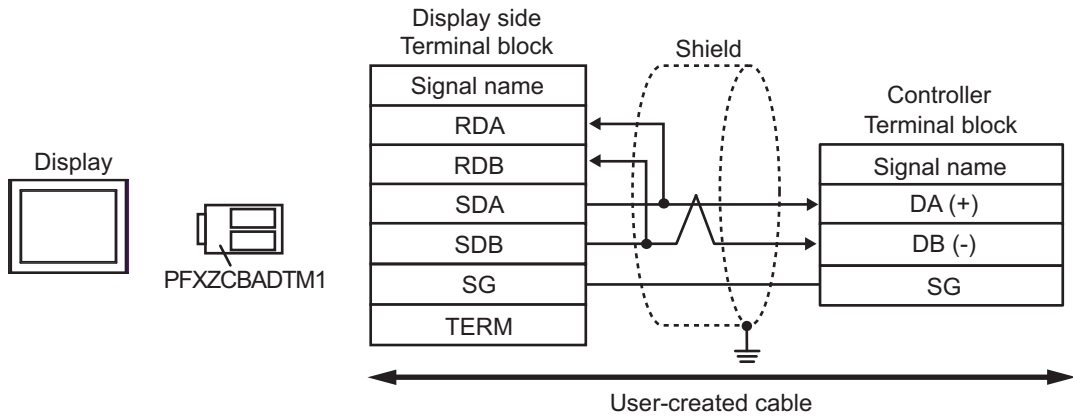 Display
PFXZCBADTM1
Display side
Terminal block
Signal name
RDA
RDB
SDA
SDB
SG
TERM
Shield
Controller
Terminal block
Signal name
DA (+)
DB (-)
SG
User-created cable